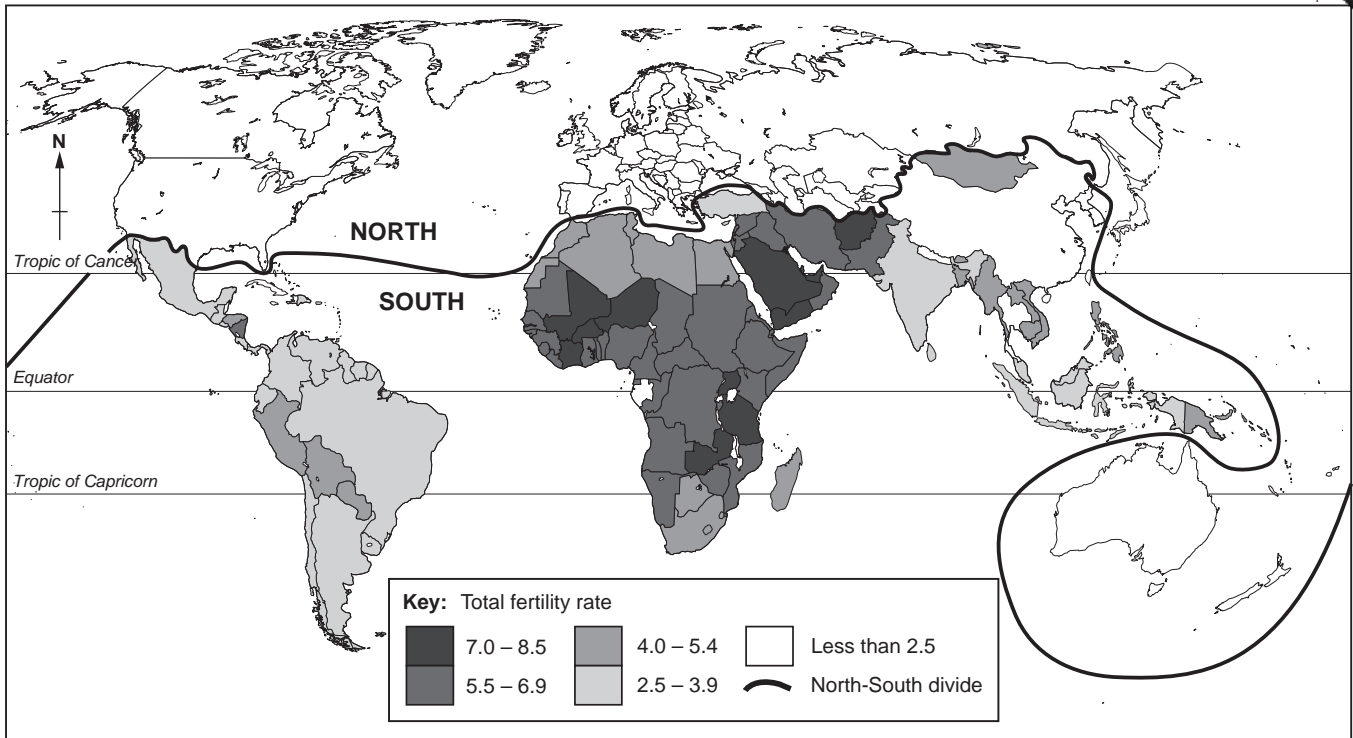 N
NORTH
Tropic of Cancer
SOUTH
Equator
Tropic of Capricorn
Key: Total fertility rate
7.0 – 8.5
4.0 – 5.4
Less than 2.5
5.5 – 6.9
2.5 – 3.9
North-South divide